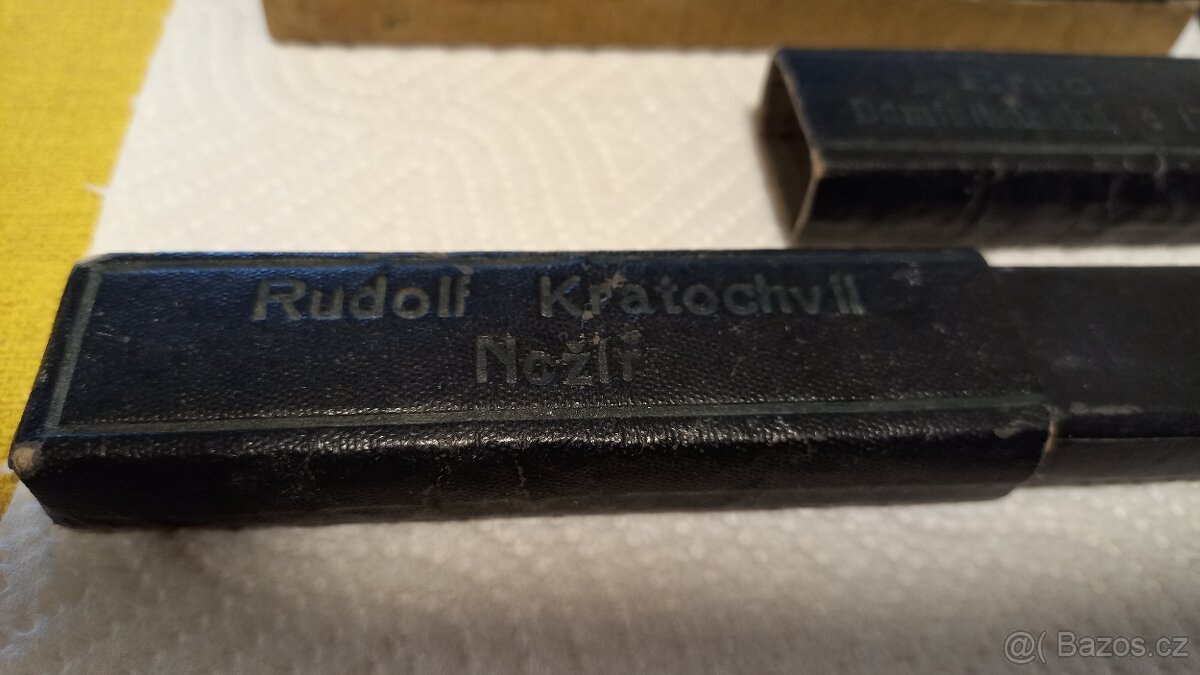 Rudolf Kratochvíl
Nožíř
Bazos.cz